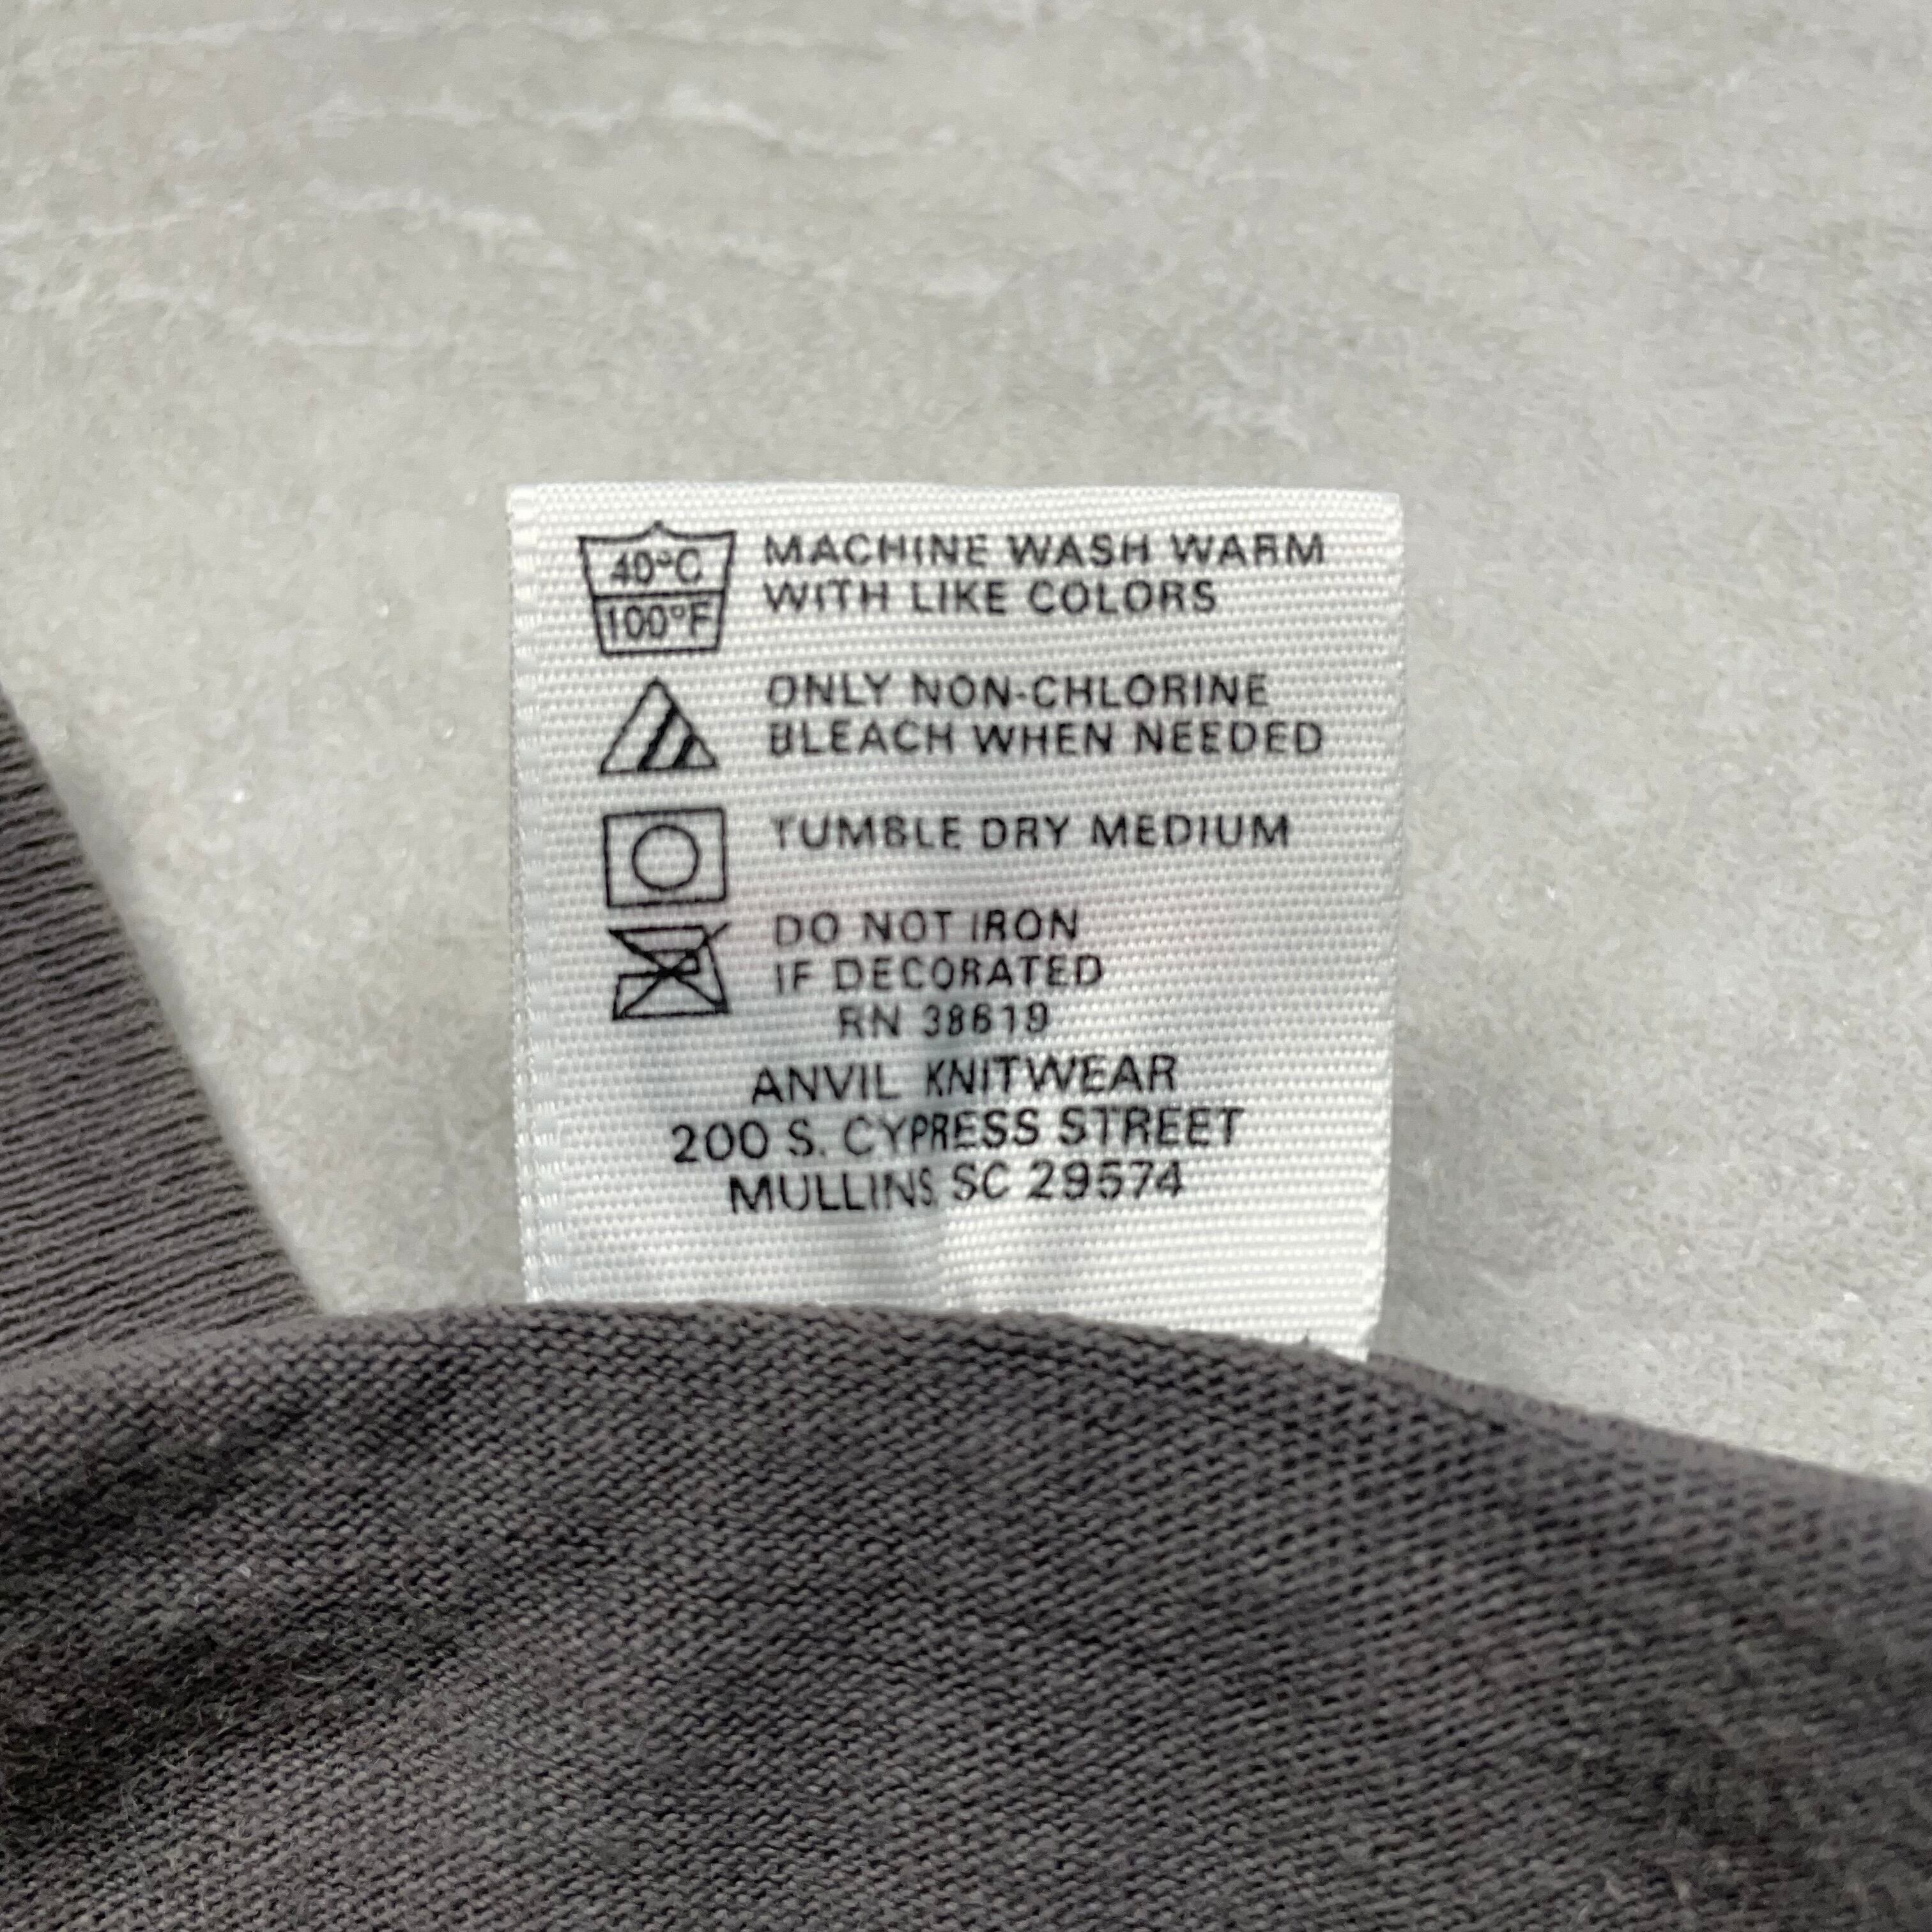 40°C
100°F
MACHINE WASH WARM
WITH LIKE COLORS
ONLY NON-CHLORINE
BLEACH WHEN NEEDED
TUMBLE DRY MEDIUM
DO NOT IRON
IF DECORATED
RN 38619
ANVIL KNITWEAR
200 S. CYPRESS STREET
MULLINS SC 29574